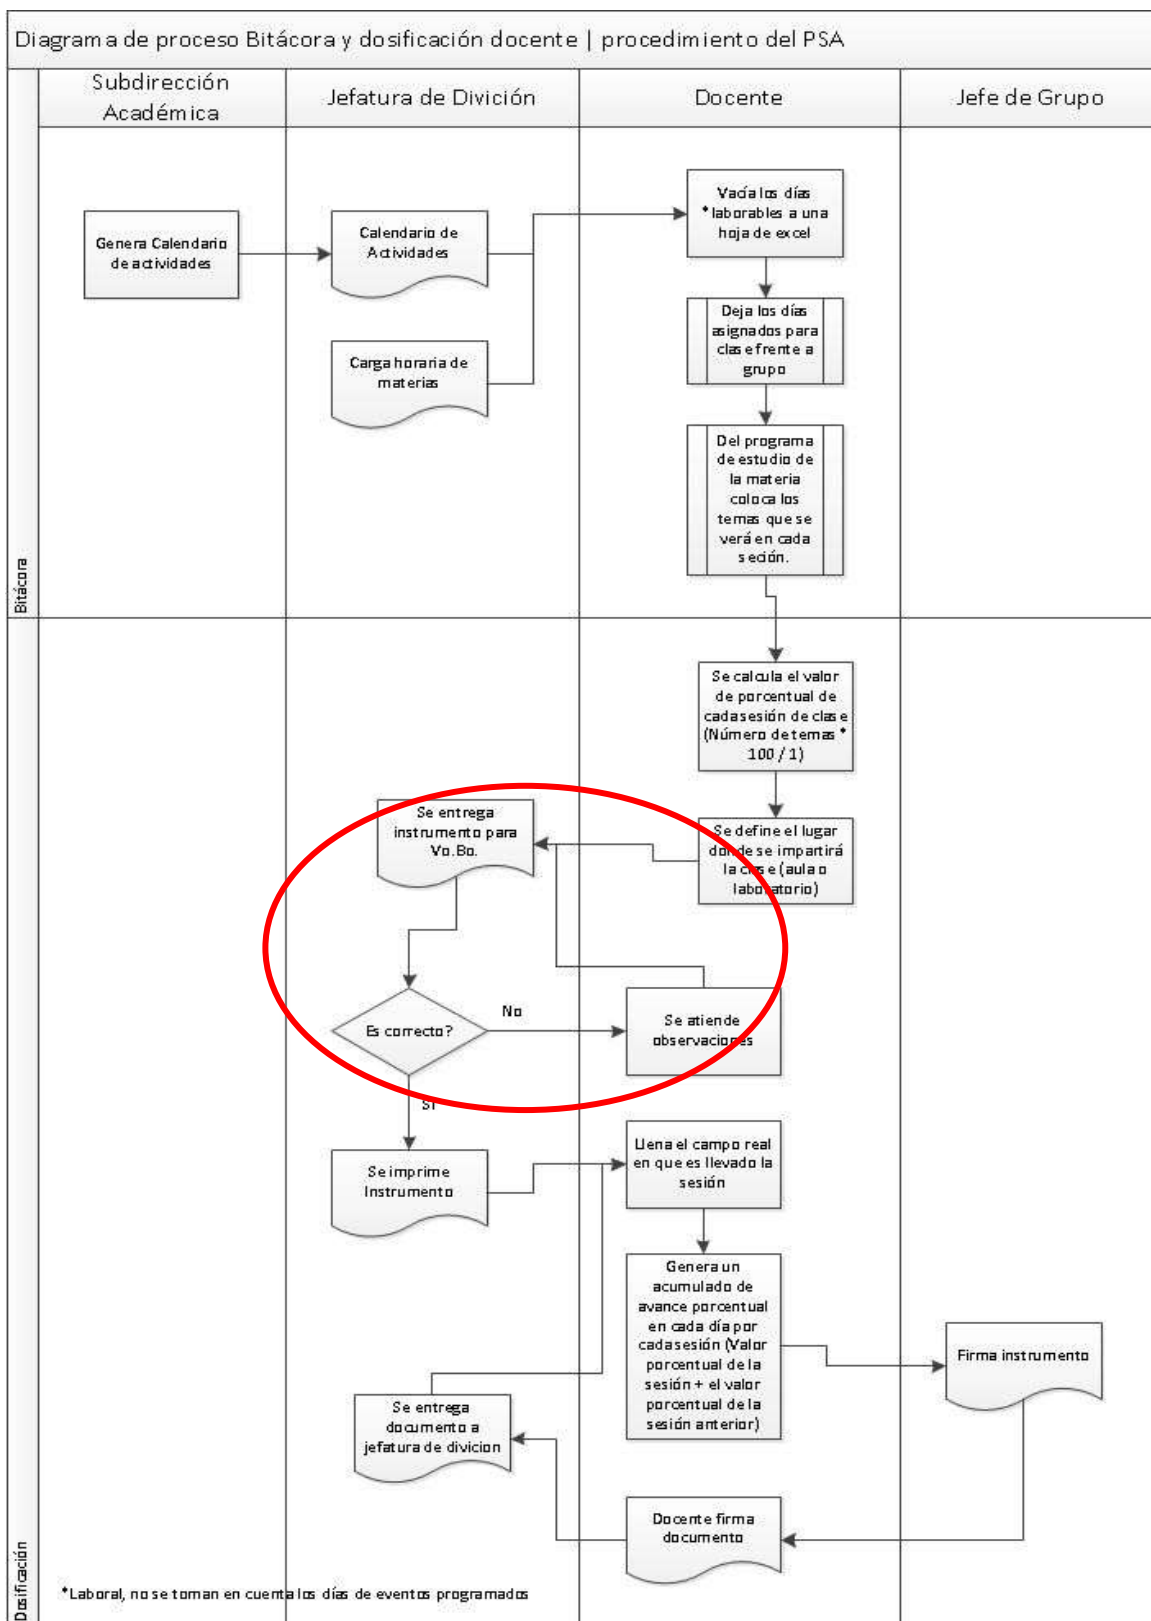 Diagrama de proceso Bitácora y dosificación docente | procedimiento del PSA
Subdirección
Académica
Jefatura de Divición
Docente
Jefe de Grupo
Bitácora
Genera Calendario
de actividades
Calendario de
Actividades
Carga horaria de
materias
Vacía los días
*laborables a una
hoja de excel
Deja los días
asignados para
clase frente a
grupo
Del programa
de estudio de
la materia
coloca los
temas que se
verá en cada
seción.
Dosificación
Se calcula el valor
de porcentual de
cada sesión de clase
(Número de temas *
100 / 1)
Se define el lugar
donde se impartirá
la clase (aula o
laboratorio)
Se entrega
instrumento para
Vo.Bo.
Es correcto?
No
Se atiende
observaciones
Si
Se imprime
Instrumento
Llena el campo real
en que es llevado la
sesión
Genera un
acumulado de
avance porcentual
en cada día por
cada sesión (Valor
porcentual de la
sesión + el valor
porcentual de la
sesión anterior)
Firma instrumento
Docente firma
documento
Se entrega
documento a
jefatura de divicion
*Laboral, no se toman en cuenta los días de eventos programados